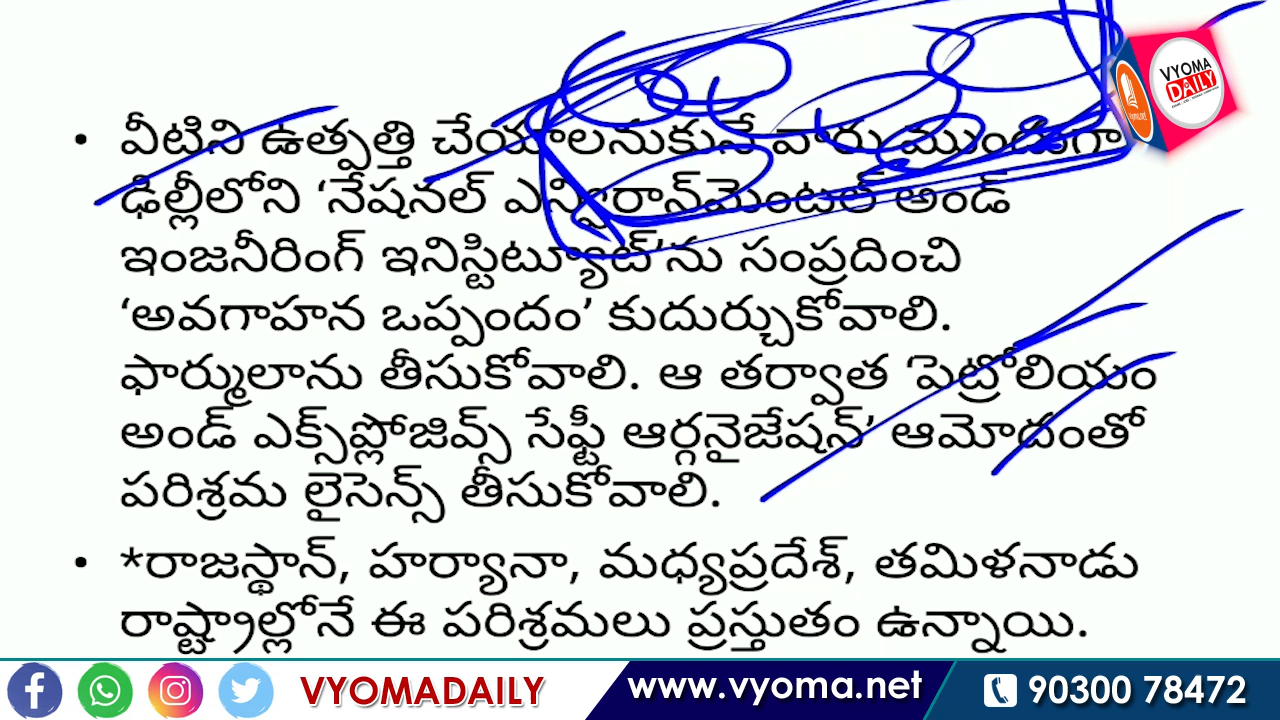 • వీటిని ఉత్పత్తి చేయాలనుకునే వారు ముందుగా
ఢిల్లీలోని ‘నేషనల్ ఎన్విరాన్‌మెంటల్ అండ్
ఇంజనీరింగ్ ఇనిస్టిట్యూట్’ను సంప్రదించి
‘అవగాహన ఒప్పందం’ కుదుర్చుకోవాలి.
ఫార్ములాను తీసుకోవాలి. ఆ తర్వాత ‘పెట్రోలియం
అండ్ ఎక్స్‌ప్లోజివ్స్ సేఫ్టీ ఆర్గనైజేషన్’ ఆమోదంతో
పరిశ్రమ లైసెన్స్ తీసుకోవాలి.
• *రాజస్థాన్, హర్యానా, మధ్యప్రదేశ్, తమిళనాడు
రాష్ట్రాల్లోనే ఈ పరిశ్రమలు ప్రస్తుతం ఉన్నాయి.
VYOMA
DAILY
VYOMADAILY
www.vyoma.net
90300 78472